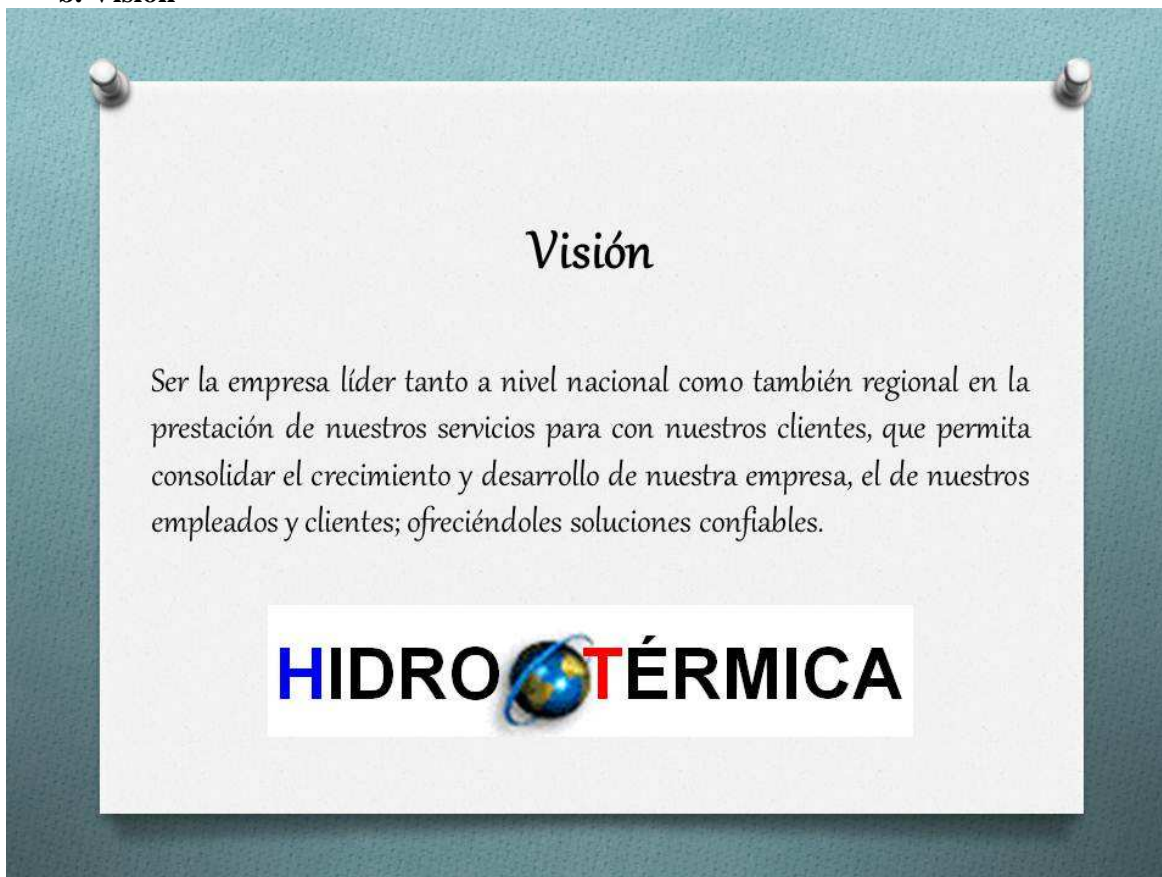 Visión
Ser la empresa líder tanto a nivel nacional como también regional en la
prestación de nuestros servicios para con nuestros clientes, que permita
consolidar el crecimiento y desarrollo de nuestra empresa, el de nuestros
empleados y clientes; ofreciéndoles soluciones confiables.
HIDRO TÉRMICA